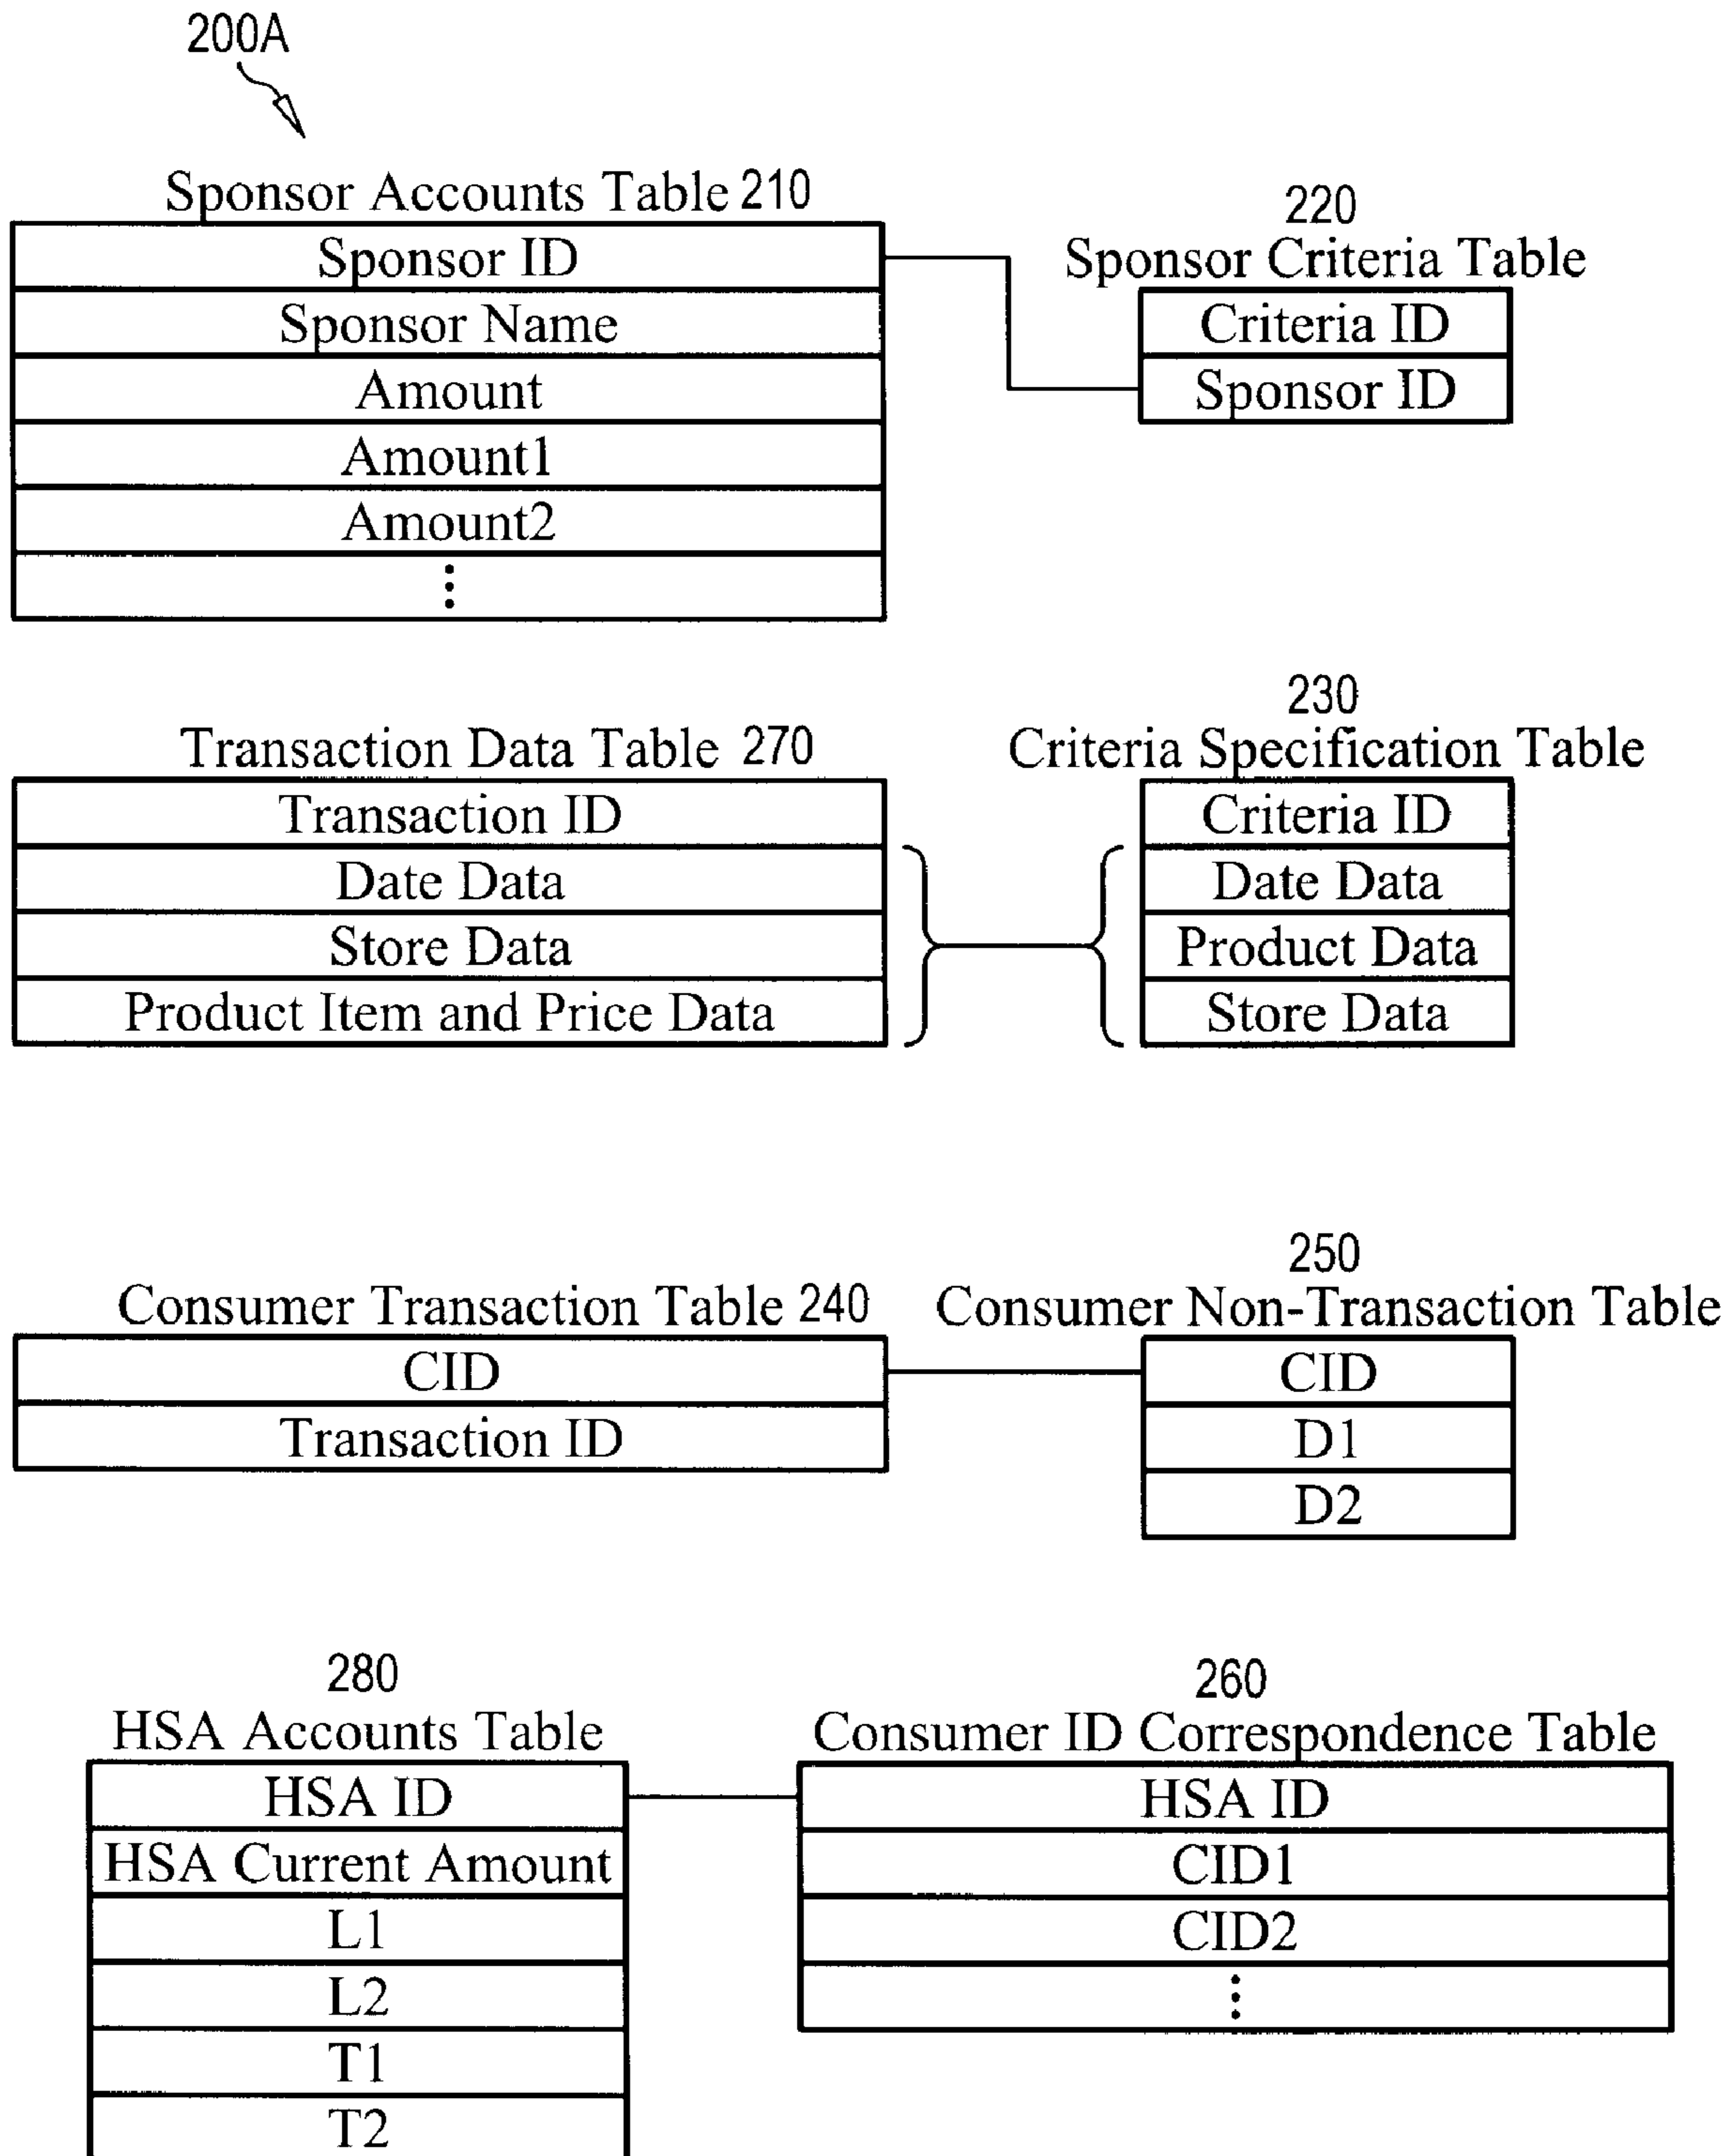 200A
Sponsor Accounts Table 210
Sponsor ID
Sponsor Name
Amount
Amount1
Amount2
⋮
220
Sponsor Criteria Table
Criteria ID
Sponsor ID
Transaction Data Table 270
Transaction ID
Date Data
Store Data
Product Item and Price Data
230
Criteria Specification Table
Criteria ID
Date Data
Product Data
Store Data
Consumer Transaction Table 240
CID
Transaction ID
250
Consumer Non-Transaction Table
CID
D1
D2
280
HSA Accounts Table
HSA ID
HSA Current Amount
L1
L2
T1
T2
260
Consumer ID Correspondence Table
HSA ID
CID1
CID2
⋮